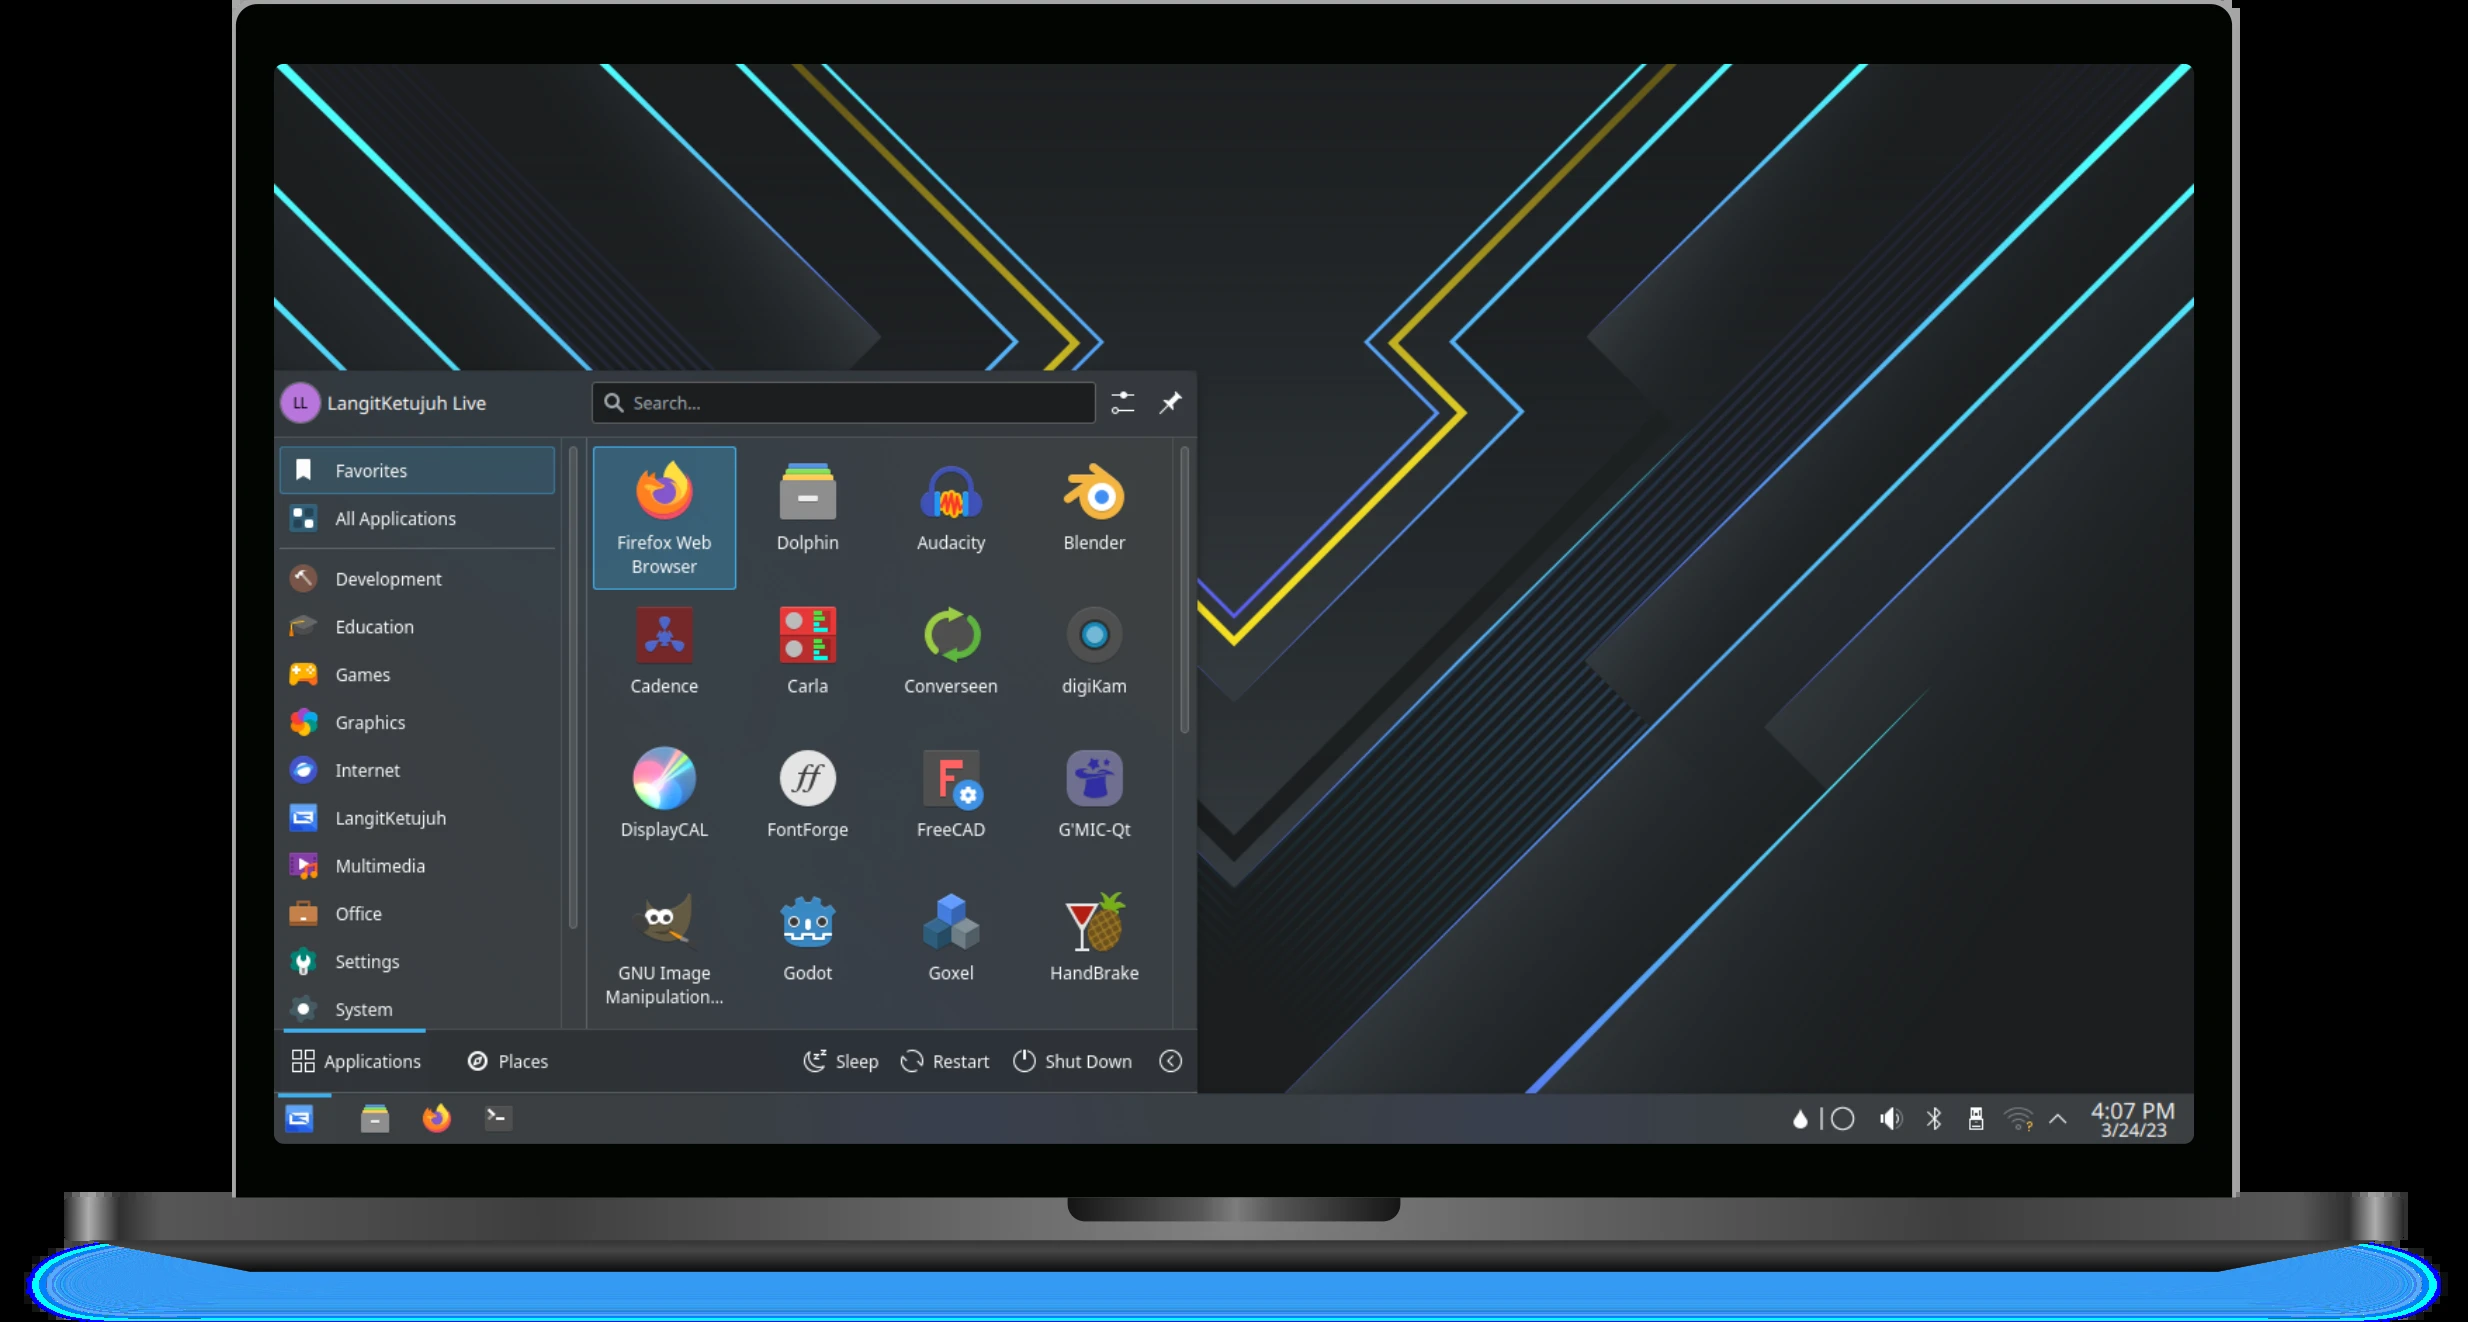 LL LangitKetujuh Live
Search...
Favorites
All Applications
Development
Education
Games
Graphics
Internet
LangitKetujuh
Multimedia
Office
Settings
System
Firefox Web
Browser
Dolphin
Audacity
Blender
Cadence
Carla
Converseen
digiKam
DisplayCAL
ff
FontForge
F
FreeCAD
G'MIC-Qt
GNU Image
Manipulation...
Godot
Goxel
HandBrake
Applications
Places
Sleep
Restart
Shut Down
4:07 PM
3/24/23